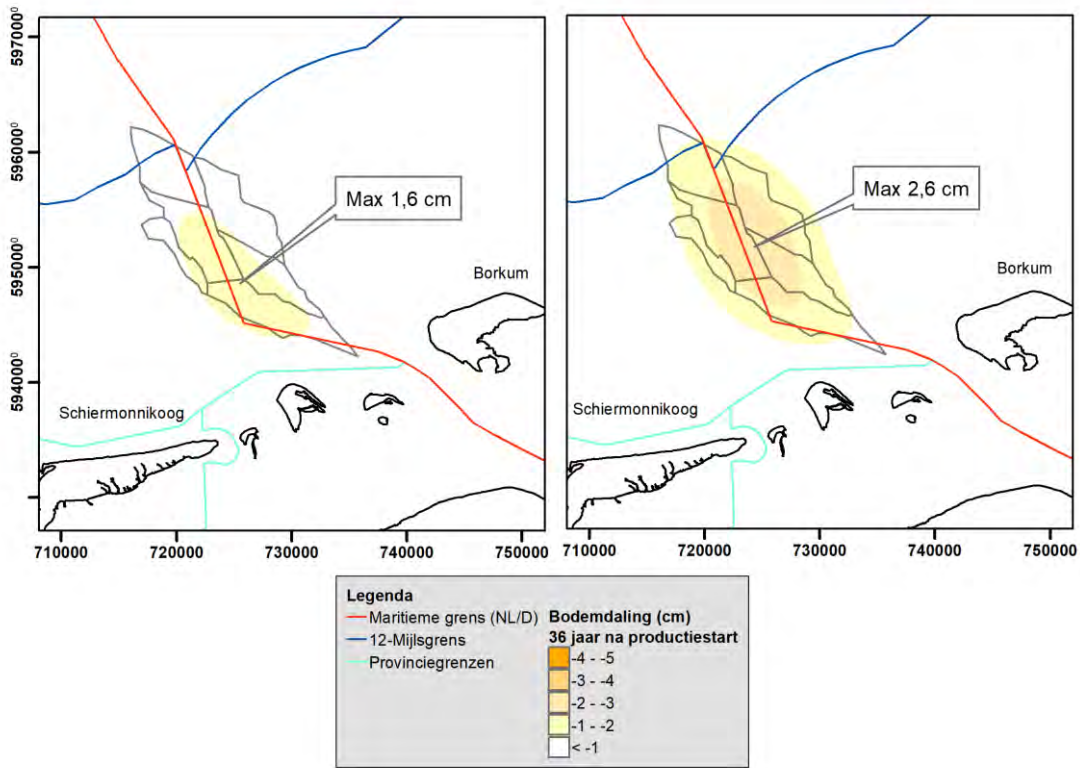 5970000
5960000
5950000
5940000
Max 1,6 cm
Borkum
Schiermonnikoog
710000 720000 730000 740000 750000
Max 2,6 cm
Borkum
Schiermonnikoog
710000 720000 730000 740000 750000
Legenda
Maritieme grens (NL/D)
12-Mijlsgrens
Provinciegrenzen
Bodemdaling (cm)
36 jaar na productiestart
-4 - -5
-3 - -4
-2 - -3
-1 - -2
< -1